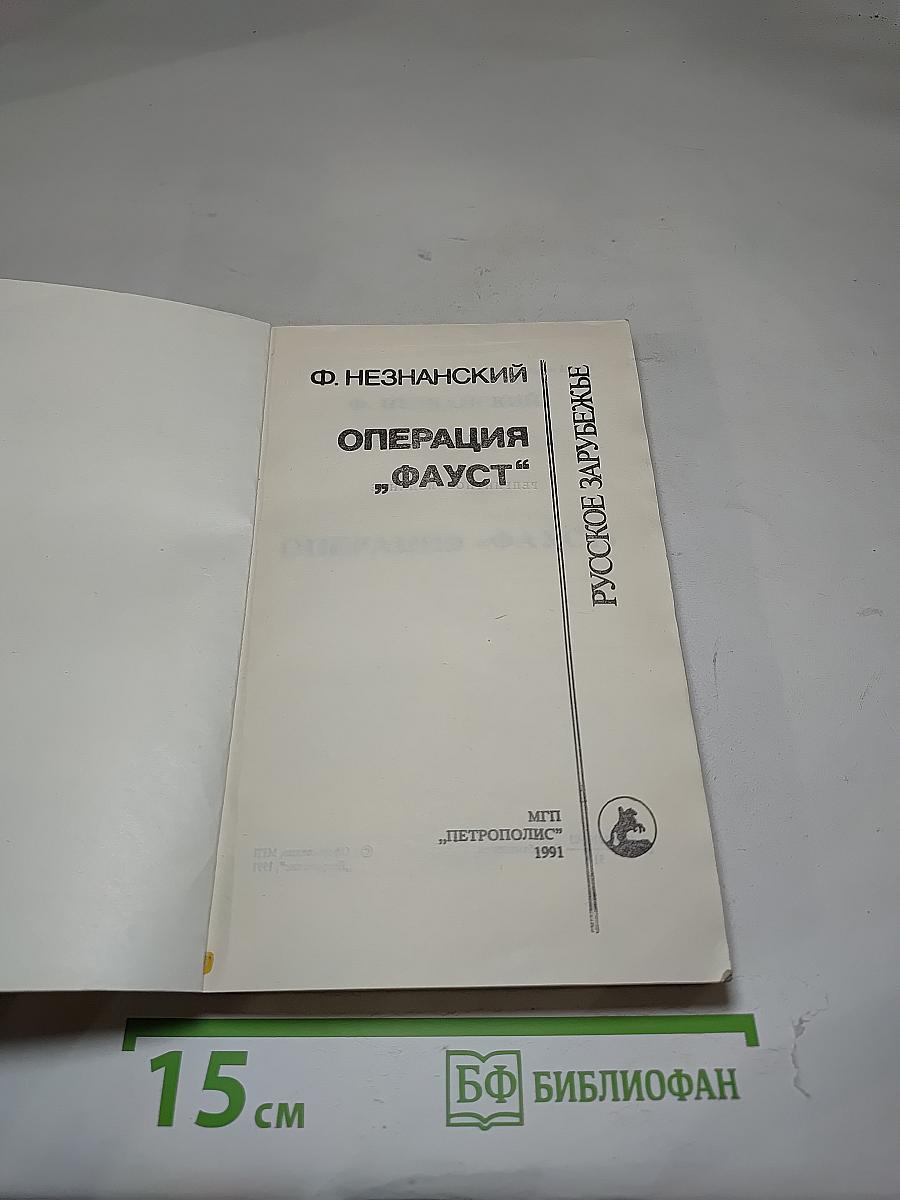 Ф. НЕЗНАНСКИЙ
ОПЕРАЦИЯ
„ФАУСТ“
РУССКОЕ ЗАРУБЕЖЬЕ
МГП
„ПЕТРОПОЛИС”
1991
15 см
БФ БИБЛИОФАН